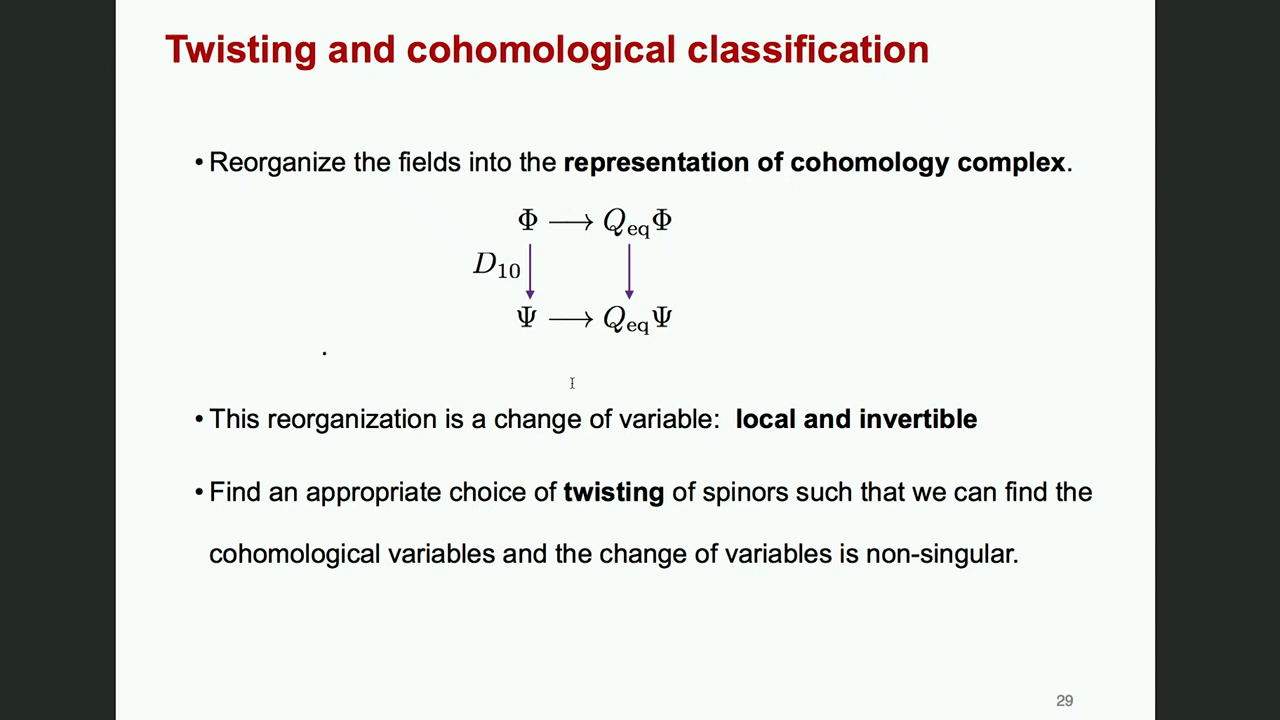 Twisting and cohomological classification
• Reorganize the fields into the representation of cohomology complex.
Φ ⟶ Q_eq Φ
D_10
Ψ ⟶ Q_eq Ψ
.
• This reorganization is a change of variable: local and invertible
• Find an appropriate choice of twisting of spinors such that we can find the
cohomological variables and the change of variables is non-singular.
29